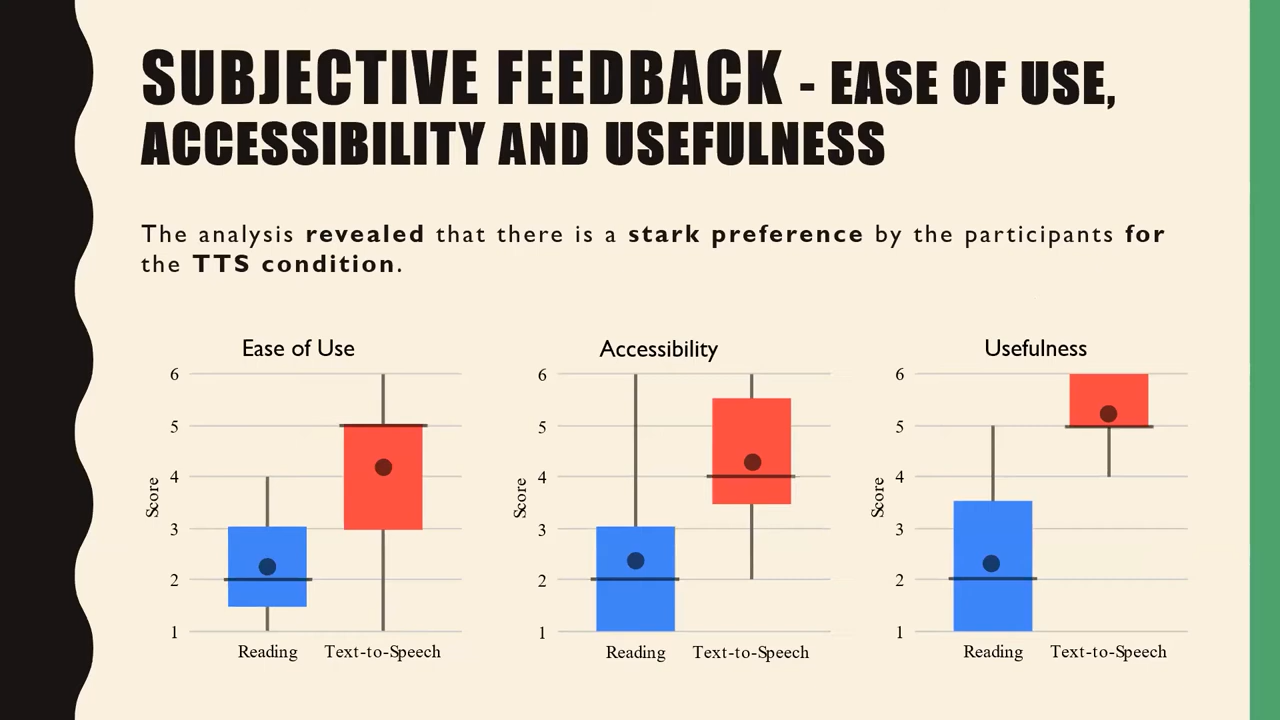 SUBJECTIVE FEEDBACK - EASE OF USE,
ACCESSIBILITY AND USEFULNESS
The analysis revealed that there is a stark preference by the participants for
the TTS condition.
Ease of Use
6
5
4
3
2
1
Score
Reading
Text-to-Speech
Accessibility
6
5
4
3
2
1
Score
Reading
Text-to-Speech
Usefulness
6
5
4
3
2
1
Score
Reading
Text-to-Speech